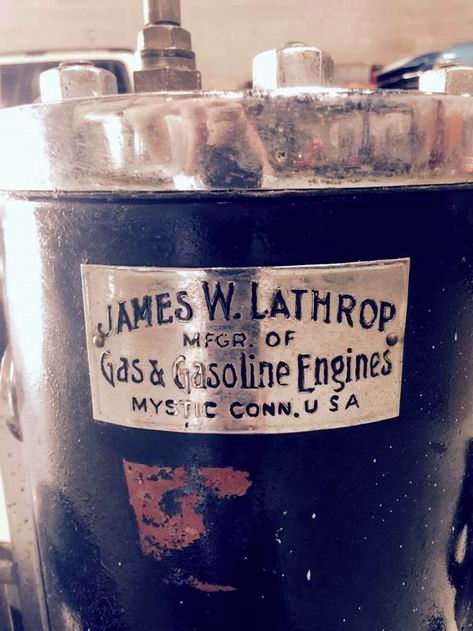 JAMES W. LATHROP
MFGR. OF
Gas & Gasoline Engines
MYSTIC CONN. U S A